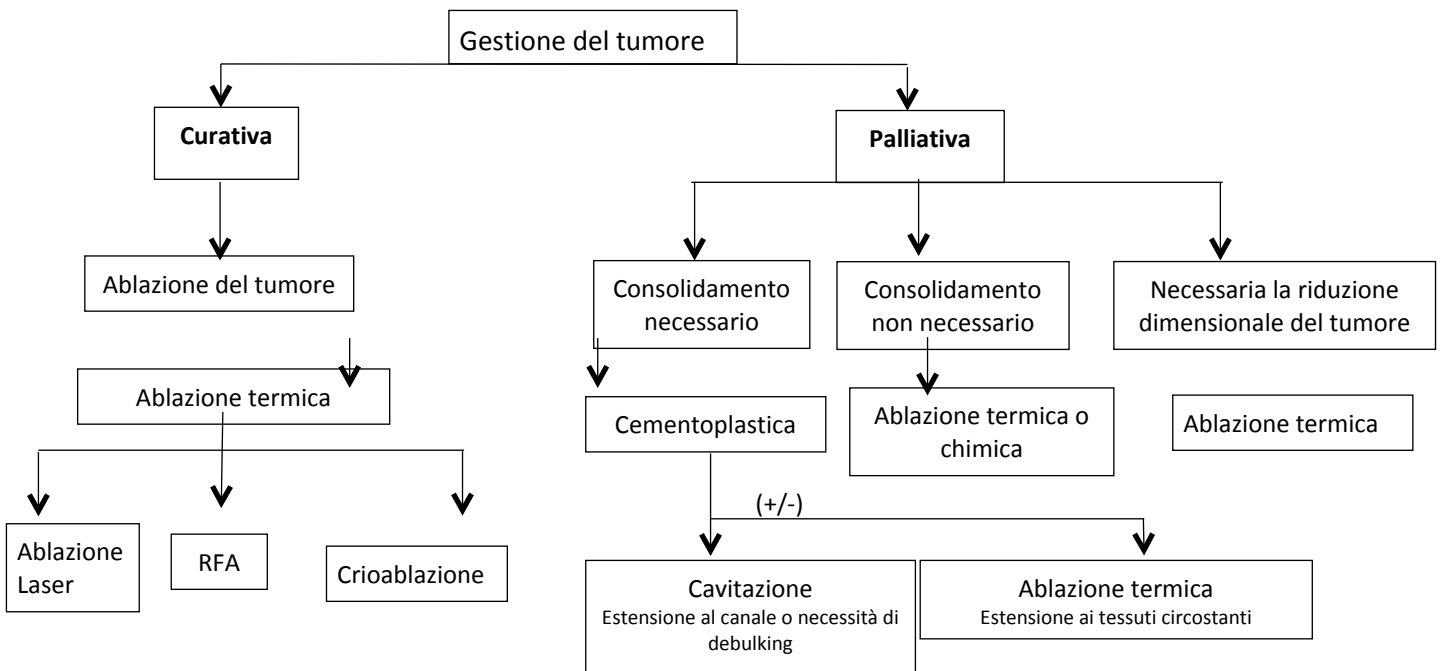 Gestione del tumore
Curativa
Palliativa
Ablazione del tumore
Consolidamento
necessario
Consolidamento
non necessario
Necessaria la riduzione
dimensionale del tumore
Ablazione termica
Cementoplastica
Ablazione termica o
chimica
Ablazione termica
(+/-)
Ablazione
Laser
RFA
Crioablazione
Cavitazione
Estensione al canale o necessità di
debulking
Ablazione termica
Estensione ai tessuti circostanti